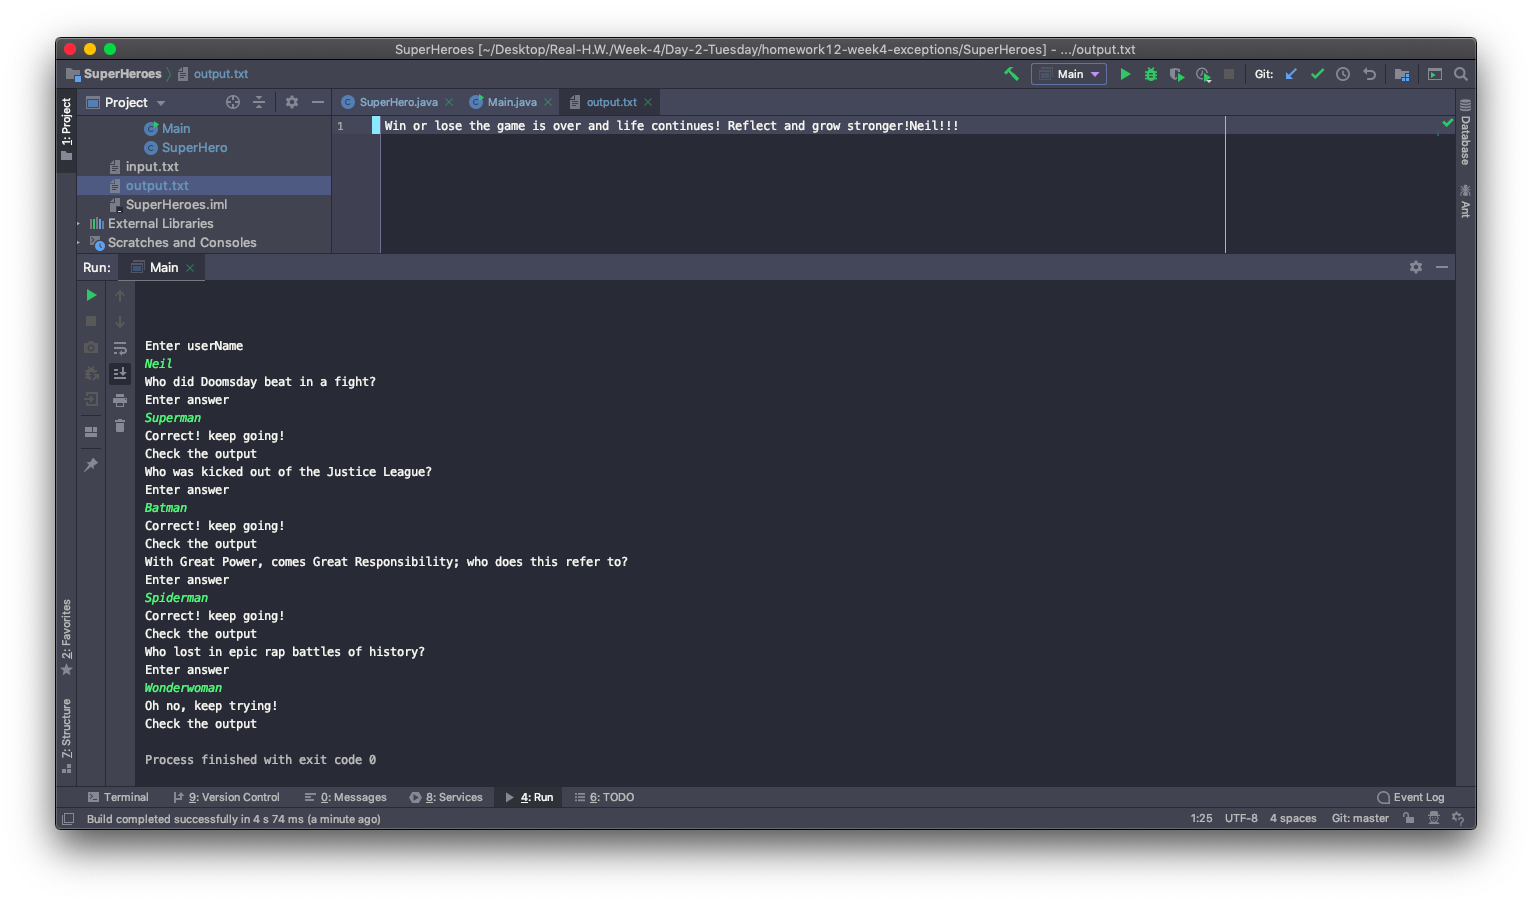 SuperHeroes [~/Desktop/Real-H.W./Week-4/Day-2-Tuesday/homework12-week4-exceptions/SuperHeroes] - .../output.txt
SuperHeroes output.txt Main Git:
1: Project
Project SuperHero.java Main.java output.txt
Main
SuperHero
input.txt
output.txt
SuperHeroes.iml
External Libraries
Scratches and Consoles
1 Win or lose the game is over and life continues! Reflect and grow stronger!Neil!!!
Database
Ant
Run: Main
Enter userName
Neil
Who did Doomsday beat in a fight?
Enter answer
Superman
Correct! keep going!
Check the output
Who was kicked out of the Justice League?
Enter answer
Batman
Correct! keep going!
Check the output
With Great Power, comes Great Responsibility; who does this refer to?
Enter answer
Spiderman
Correct! keep going!
Check the output
Who lost in epic rap battles of history?
Enter answer
Wonderwoman
Oh no, keep trying!
Check the output
Process finished with exit code 0
2: Favorites
Z: Structure
Terminal 9: Version Control 0: Messages 8: Services 4: Run 6: TODO Event Log
Build completed successfully in 4 s 74 ms (a minute ago) 1:25 UTF-8 4 spaces Git: master